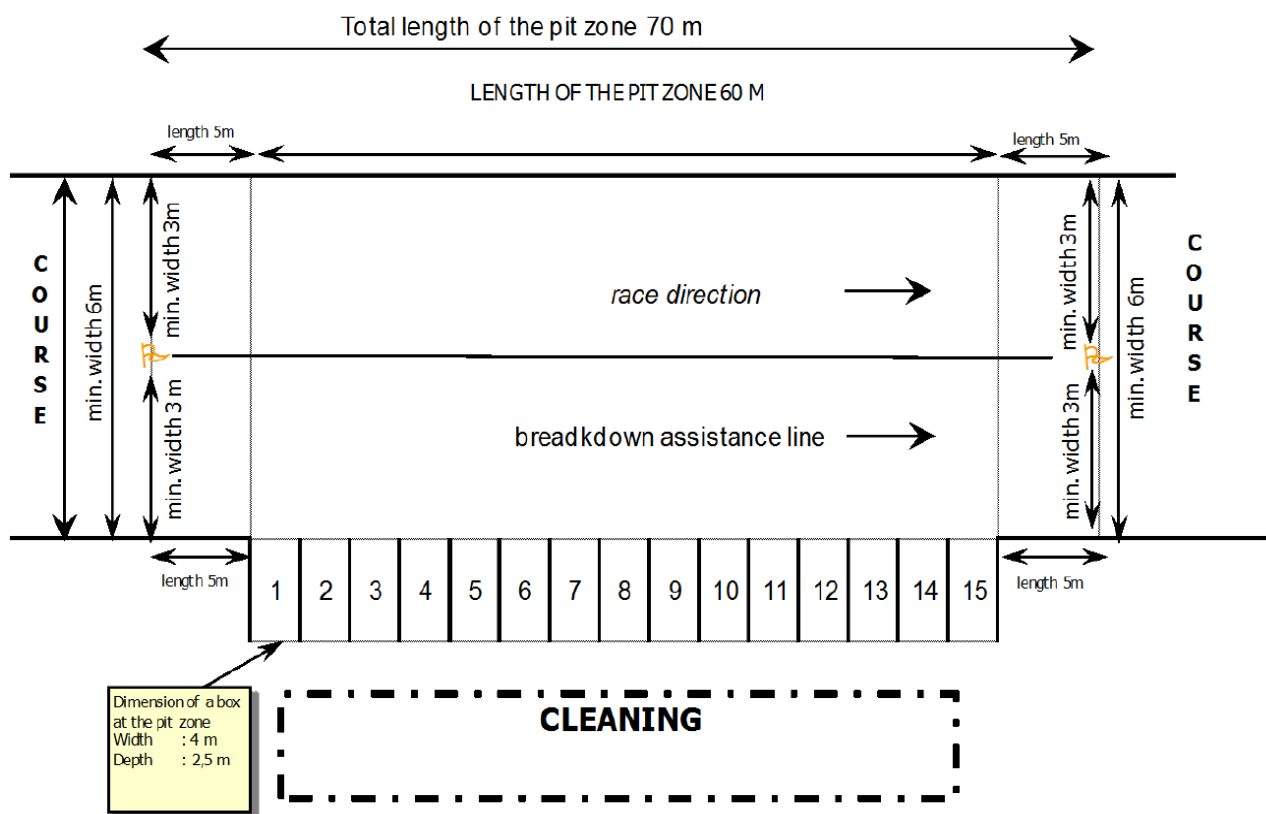 Total length of the pit zone 70 m
LENGTH OF THE PIT ZONE 60 M
length 5m
length 5m
COURSE
min. width 6m
min. width 3m
min. width 3 m
race direction
breadkdown assistance line
min. width 3m
min. width 3m
min. width 6m
COURSE
length 5m
1 2 3 4 5 6 7 8 9 10 11 12 13 14 15
length 5m
Dimension of a box
at the pit zone
Width : 4 m
Depth : 2,5 m
CLEANING